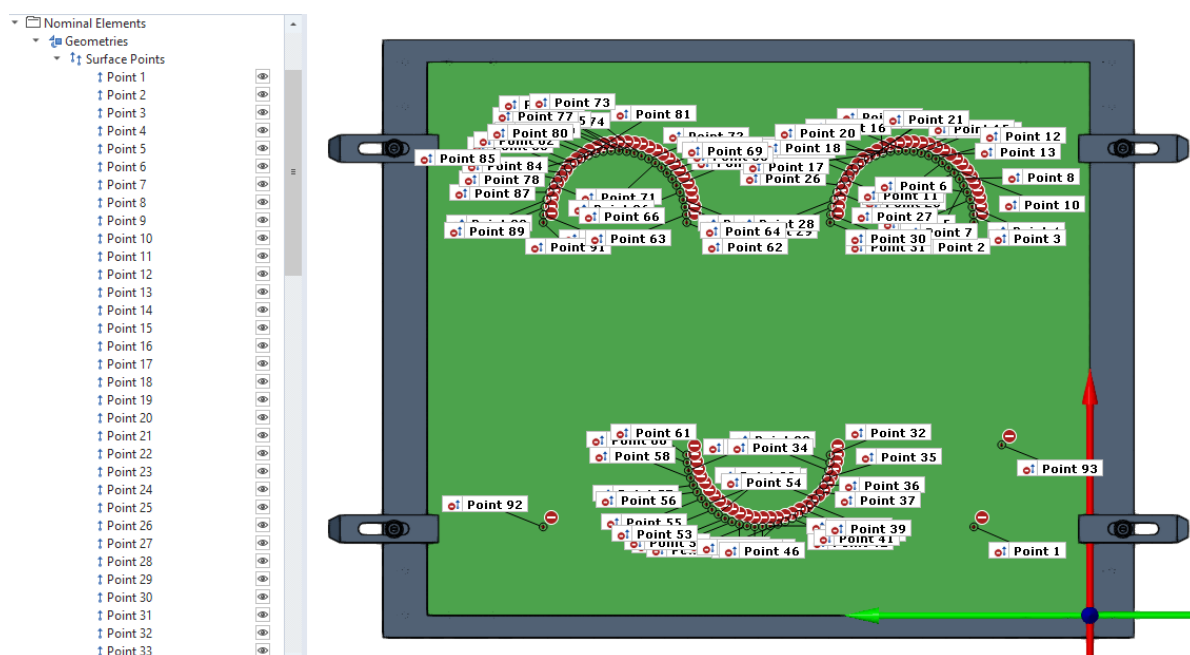 Nominal Elements
Geometries
Surface Points
Point 1
Point 2
Point 3
Point 4
Point 5
Point 6
Point 7
Point 8
Point 9
Point 10
Point 11
Point 12
Point 13
Point 14
Point 15
Point 16
Point 17
Point 18
Point 19
Point 20
Point 21
Point 22
Point 23
Point 24
Point 25
Point 26
Point 27
Point 28
Point 29
Point 30
Point 31
Point 32
Point 33
Point 73
Point 77
74
Point 81
Point 80
Point 72
Point 69
Point 85
Point 84
Point 78
Point 87
Point 71
Point 66
Point 89
Point 91
Point 63
Point 64
Point 62
Point 21
16
Point 20
Point 12
Point 18
Point 13
Point 17
Point 26
Point 8
Point 6
Point 11
Point 10
Point 27
28
Point 7
Point 30
Point 3
Point 31
Point 2
Point 61
Point 32
Point 34
Point 58
Point 35
Point 93
Point 54
Point 36
Point 56
Point 37
Point 92
Point 55
Point 53
Point 39
Point 41
Point 46
Point 1